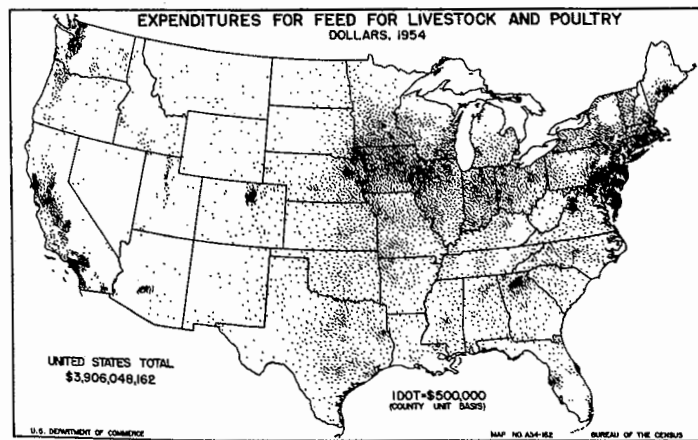 EXPENDITURES FOR FEED FOR LIVESTOCK AND POULTRY
DOLLARS, 1954
UNITED STATES TOTAL
$3,906,048,162
1 DOT=$500,000
(COUNTY UNIT BASIS)
U.S. DEPARTMENT OF COMMERCE
MAP NO. A54-162
BUREAU OF THE CENSUS